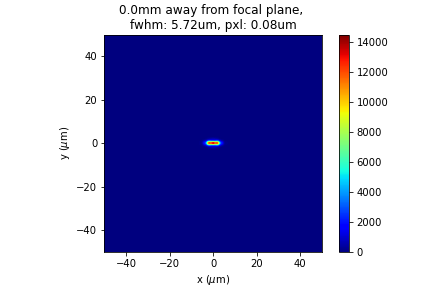 0.0mm away from focal plane,
fwhm: 5.72um, pxl: 0.08um
40
20
0
−20
−40
y (μm)
−40 −20 0 20 40
x (μm)
14000
12000
10000
8000
6000
4000
2000
0